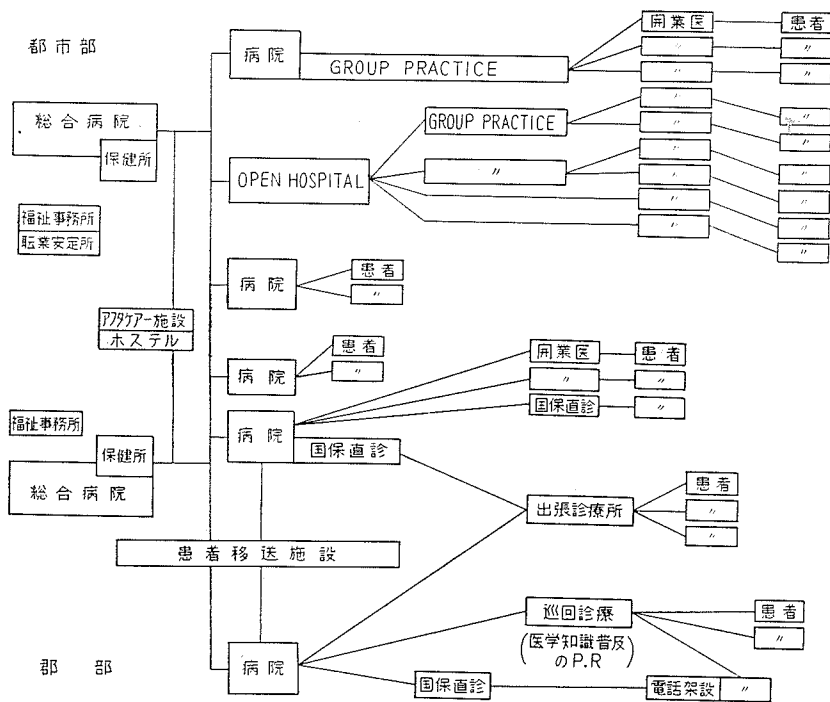 都市部
病院
GROUP PRACTICE
開業医
患者
〃
〃
〃
〃
総合病院
保健所
OPEN HOSPITAL
GROUP PRACTICE
〃
〃
〃
〃
〃
〃
〃
〃
〃
〃
〃
〃
〃
福祉事務所
職業安定所
病院
患者
〃
アフタケアー施設
ホステル
病院
患者
〃
開業医
患者
〃
〃
国保直診
〃
福祉事務所
保健所
総合病院
病院
国保直診
出張診療所
患者
〃
〃
患者移送施設
郡部
病院
巡回診療
(医学知識普及
のP.R)
患者
〃
国保直診
電話架設
〃